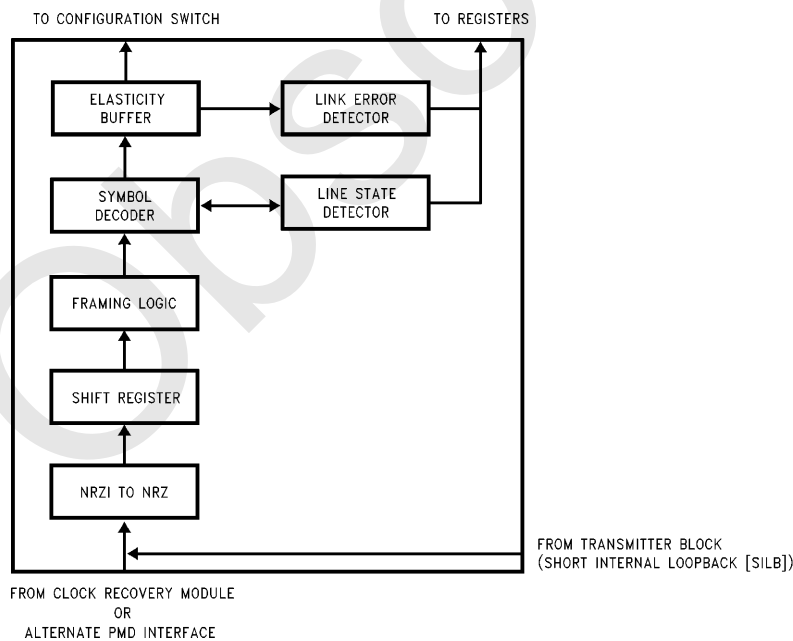 TO CONFIGURATION SWITCH
TO REGISTERS
ELASTICITY
BUFFER
LINK ERROR
DETECTOR
SYMBOL
DECODER
LINE STATE
DETECTOR
FRAMING LOGIC
SHIFT REGISTER
NRZI TO NRZ
FROM TRANSMITTER BLOCK
(SHORT INTERNAL LOOPBACK [SILB])
FROM CLOCK RECOVERY MODULE
OR
ALTERNATE PMD INTERFACE
Obso